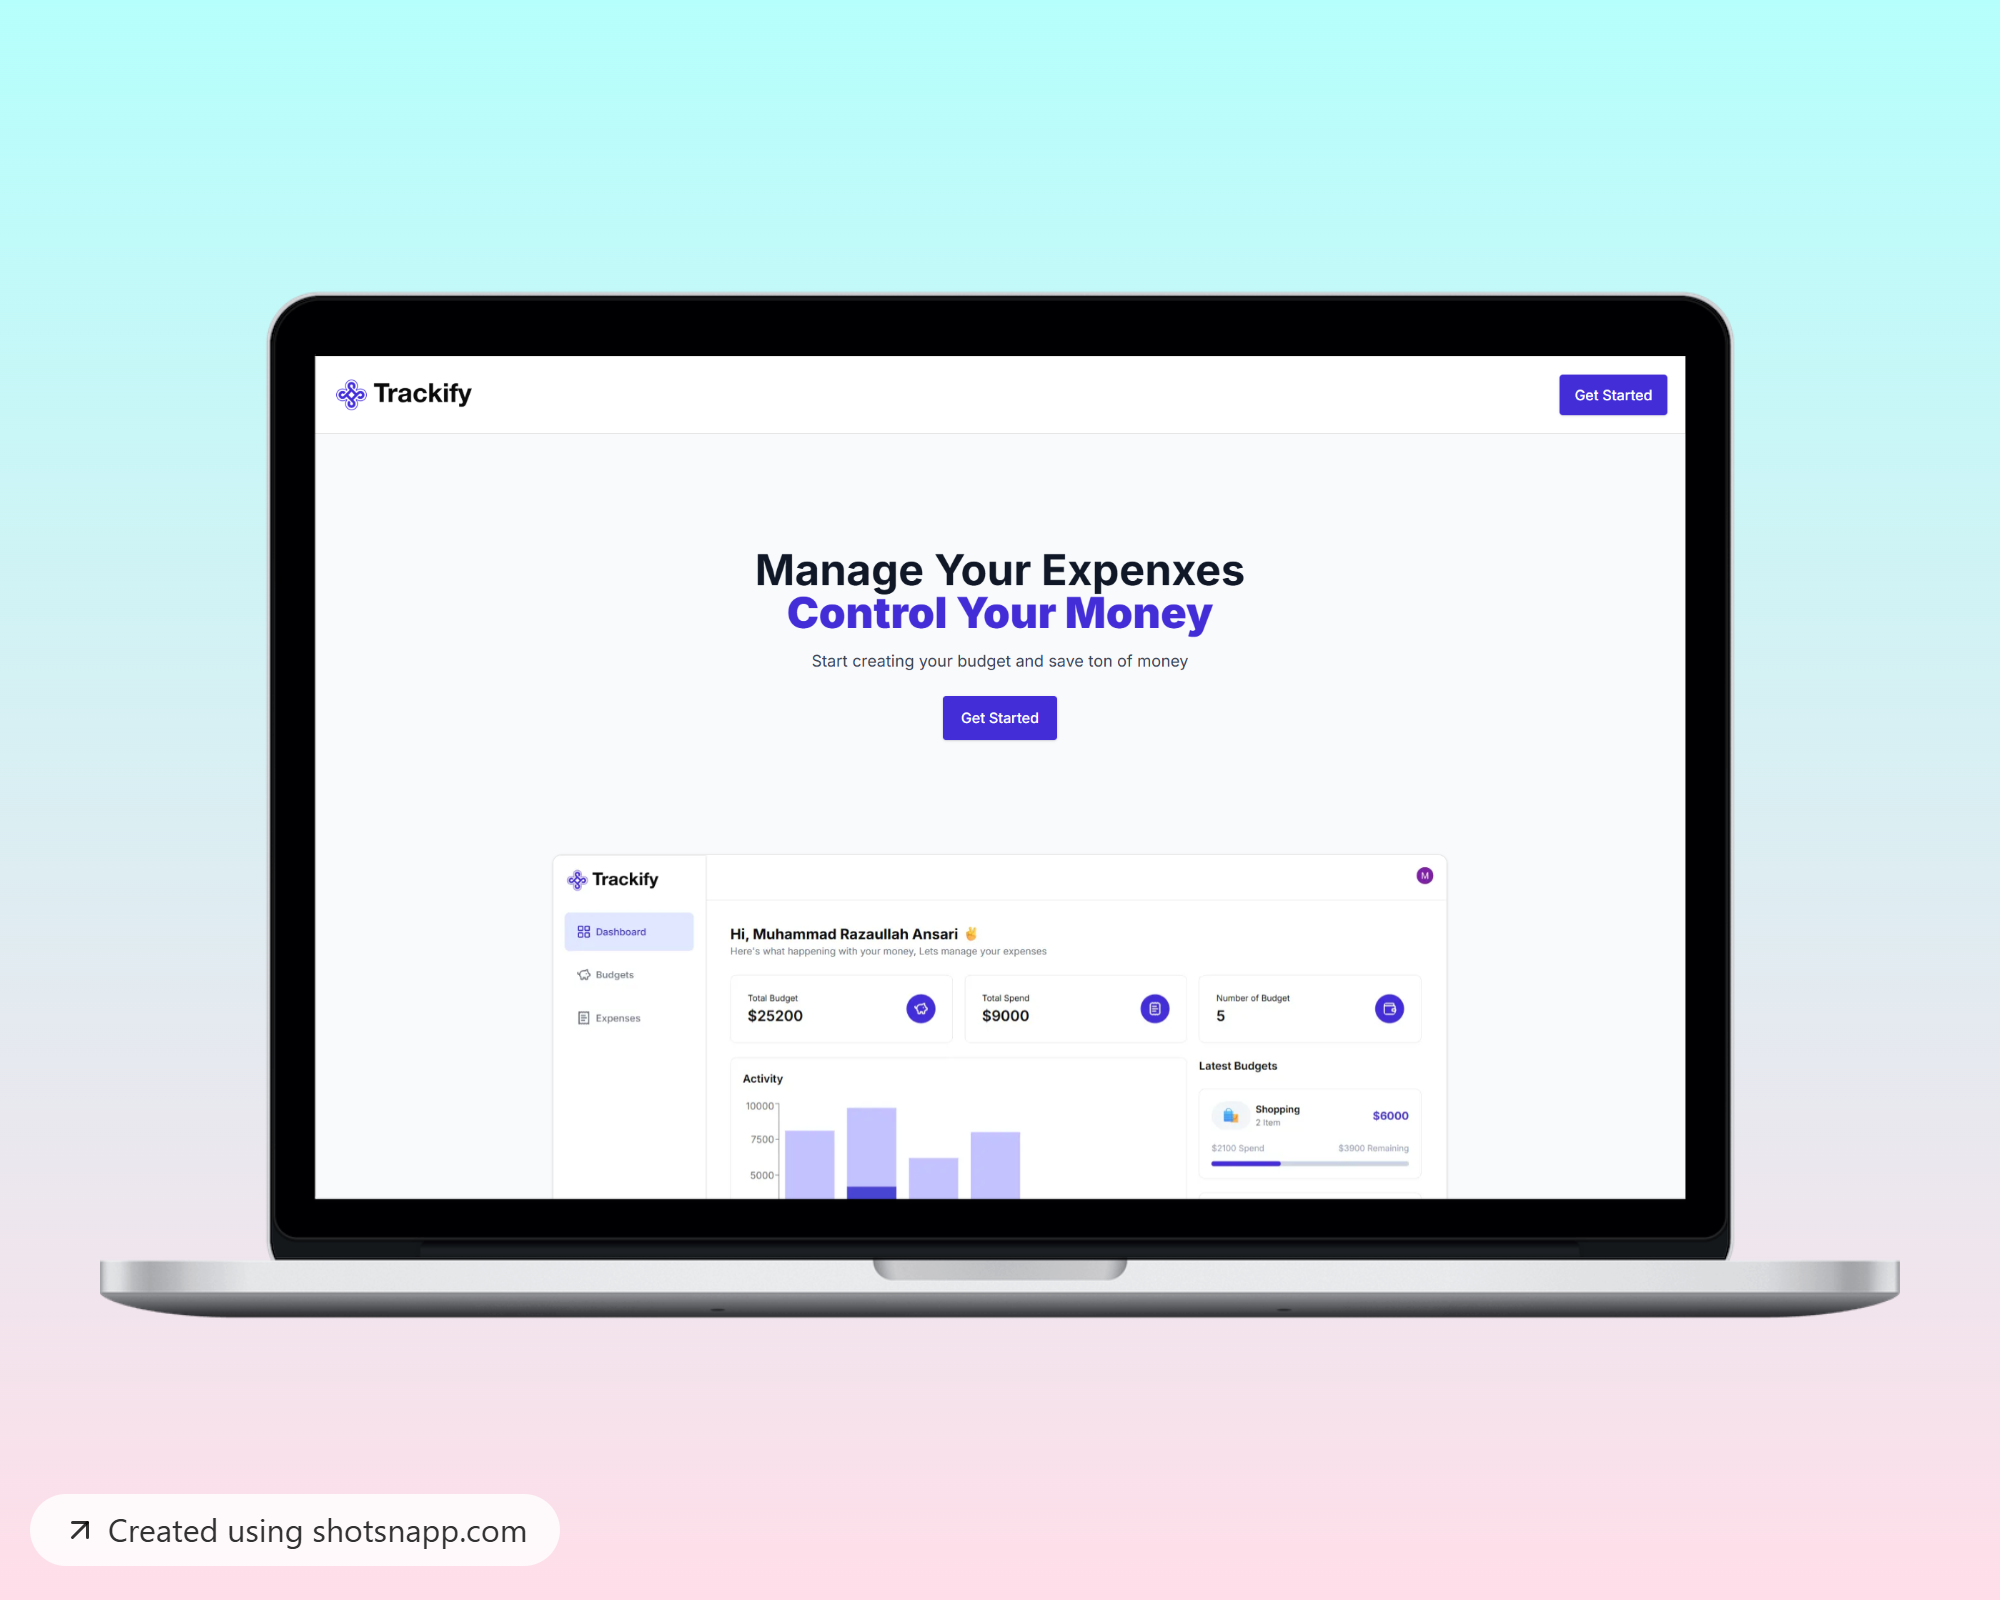 Trackify
Get Started
Manage Your Expenxes
Control Your Money
Start creating your budget and save ton of money
Get Started
Trackify
M
Dashboard
Budgets
Expenses
Hi, Muhammad Razaullah Ansari ✌️
Here's what happening with your money, Lets manage your expenses
Total Budget
$25200
Total Spend
$9000
Number of Budget
5
Activity
10000
7500
5000
Latest Budgets
Shopping
2 Item
$6000
$2100 Spend
$3900 Remaining
Created using shotsnapp.com